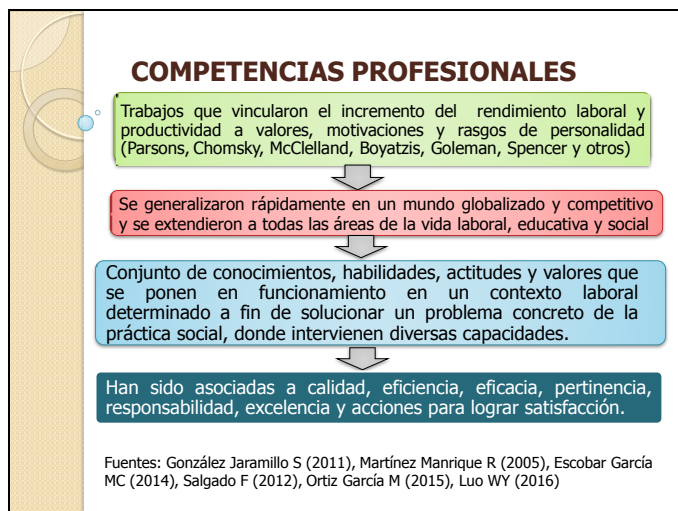 COMPETENCIAS PROFESIONALES
Trabajos que vincularon el incremento del rendimiento laboral y
productividad a valores, motivaciones y rasgos de personalidad
(Parsons, Chomsky, McClelland, Boyatzis, Goleman, Spencer y otros)
Se generalizaron rápidamente en un mundo globalizado y competitivo
y se extendieron a todas las áreas de la vida laboral, educativa y social
Conjunto de conocimientos, habilidades, actitudes y valores que
se ponen en funcionamiento en un contexto laboral
determinado a fin de solucionar un problema concreto de la
práctica social, donde intervienen diversas capacidades.
Han sido asociadas a calidad, eficiencia, eficacia, pertinencia,
responsabilidad, excelencia y acciones para lograr satisfacción.
Fuentes: González Jaramillo S (2011), Martínez Manrique R (2005), Escobar García
MC (2014), Salgado F (2012), Ortiz García M (2015), Luo WY (2016)